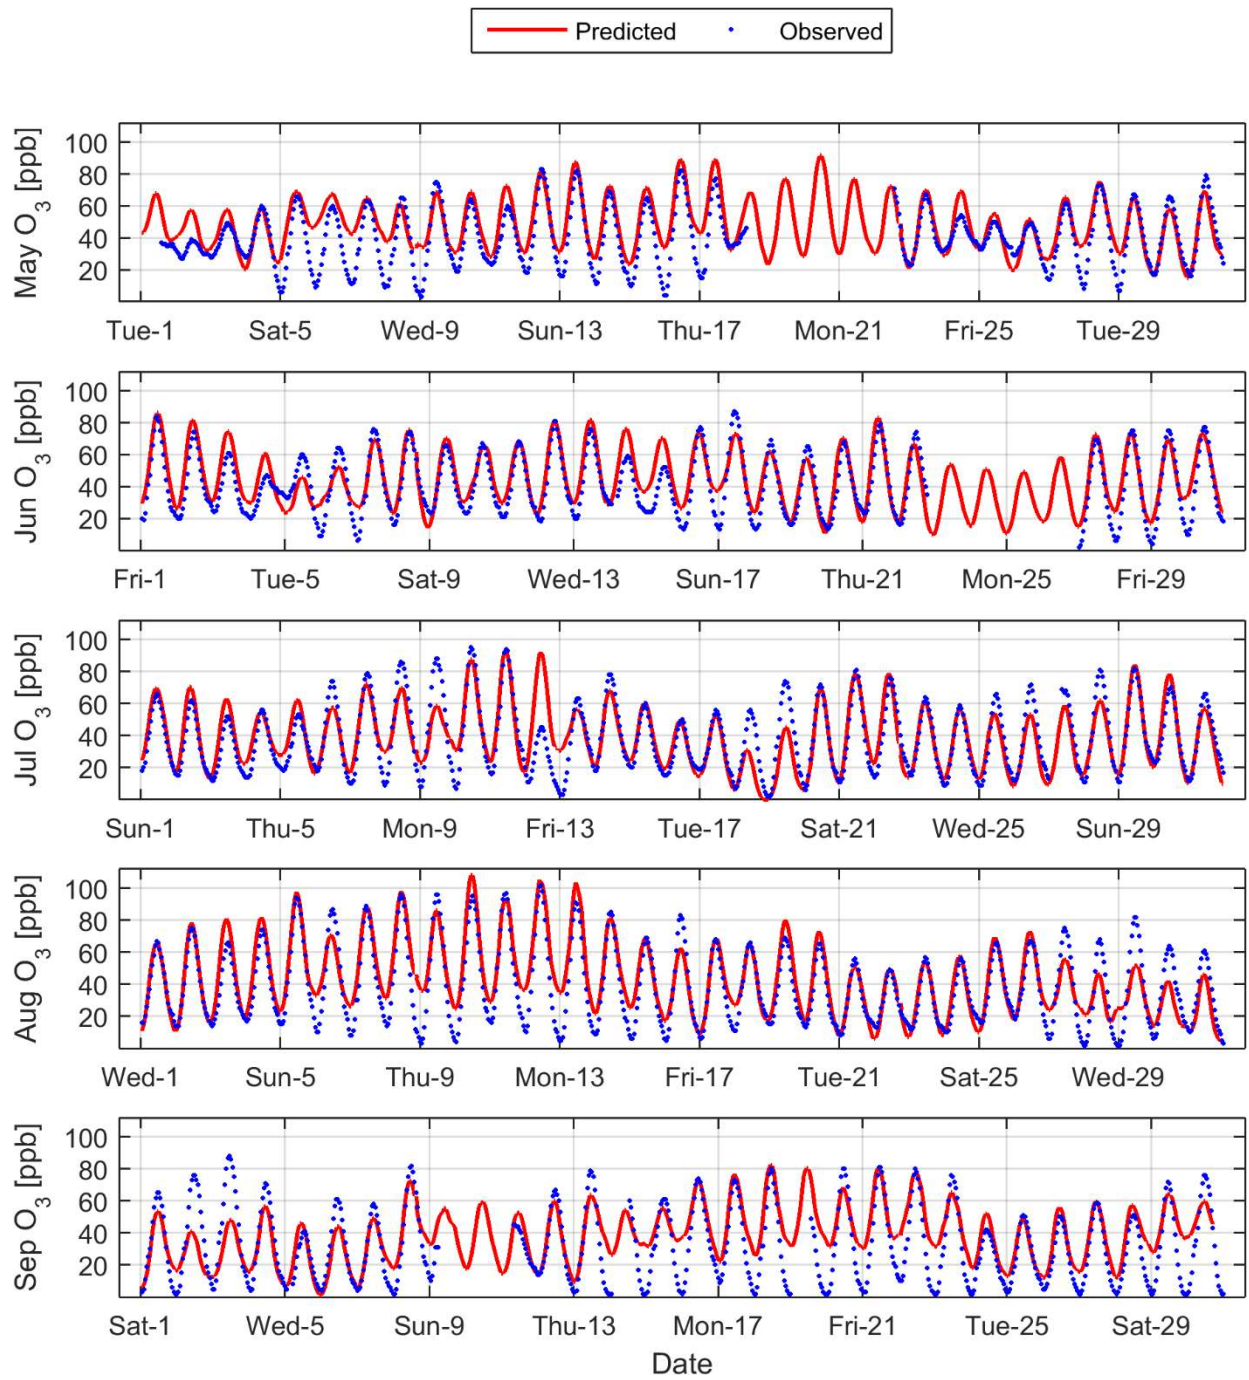 Predicted Observed
May O3 [ppb]
100
80
60
40
20
Tue-1 Sat-5 Wed-9 Sun-13 Thu-17 Mon-21 Fri-25 Tue-29
Jun O3 [ppb]
100
80
60
40
20
Fri-1 Tue-5 Sat-9 Wed-13 Sun-17 Thu-21 Mon-25 Fri-29
Jul O3 [ppb]
100
80
60
40
20
Sun-1 Thu-5 Mon-9 Fri-13 Tue-17 Sat-21 Wed-25 Sun-29
Aug O3 [ppb]
100
80
60
40
20
Wed-1 Sun-5 Thu-9 Mon-13 Fri-17 Tue-21 Sat-25 Wed-29
Sep O3 [ppb]
100
80
60
40
20
Sat-1 Wed-5 Sun-9 Thu-13 Mon-17 Fri-21 Tue-25 Sat-29
Date